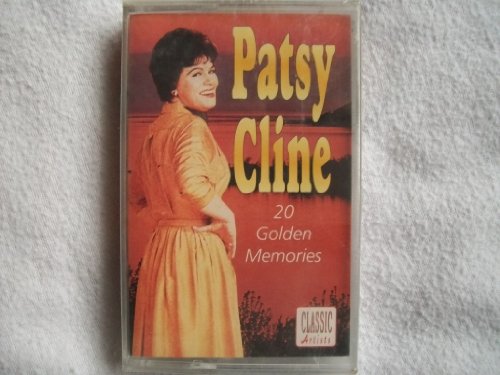 Patsy
Cline
20
Golden
Memories
CLASSIC
Artists